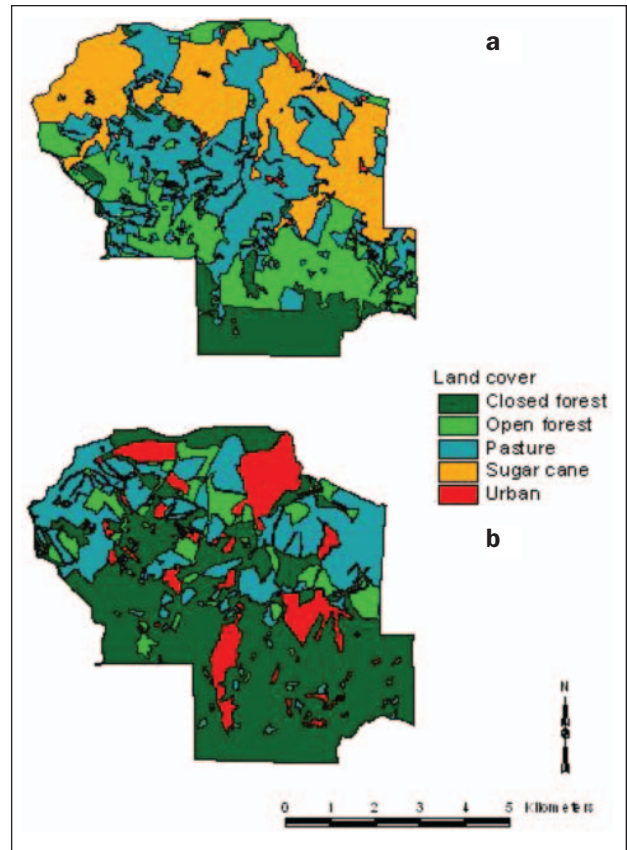 a
Land cover
Closed forest
Open forest
Pasture
Sugar cane
Urban
b
N
0 1 2 3 4 5 Kilometers